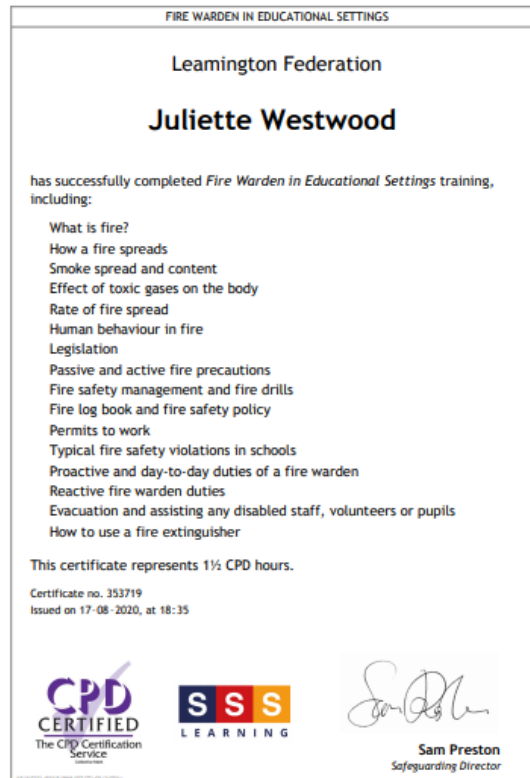 FIRE WARDEN IN EDUCATIONAL SETTINGS
Leamington Federation
Juliette Westwood
has successfully completed Fire Warden in Educational Settings training,
including:
What is fire?
How a fire spreads
Smoke spread and content
Effect of toxic gases on the body
Rate of fire spread
Human behaviour in fire
Legislation
Passive and active fire precautions
Fire safety management and fire drills
Fire log book and fire safety policy
Permits to work
Typical fire safety violations in schools
Proactive and day-to-day duties of a fire warden
Reactive fire warden duties
Evacuation and assisting any disabled staff, volunteers or pupils
How to use a fire extinguisher
This certificate represents 1½ CPD hours.
Certificate no. 353719
Issued on 17-08-2020, at 18:35
CPD
CERTIFIED
The CPD Certification
Service
SSS
LEARNING
Sam Preston
Safeguarding Director